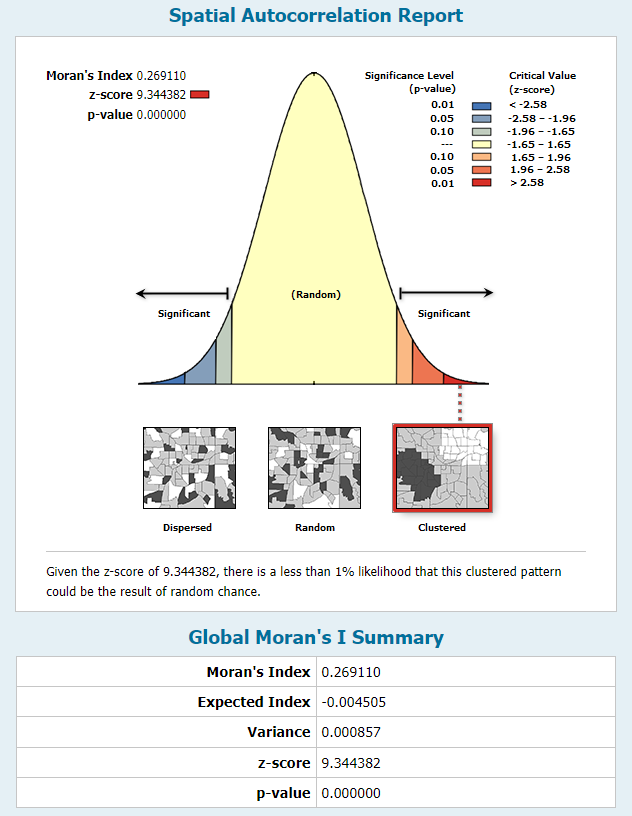 Spatial Autocorrelation Report
Moran's Index 0.269110
z-score 9.344382
p-value 0.000000
Significance Level
(p-value)
Critical Value
(z-score)
0.01 < -2.58
0.05 -2.58 – -1.96
0.10 -1.96 – -1.65
--- -1.65 – 1.65
0.10 1.65 – 1.96
0.05 1.96 – 2.58
0.01 > 2.58
(Random)
Significant
Significant
Dispersed
Random
Clustered
Given the z-score of 9.344382, there is a less than 1% likelihood that this clustered pattern
could be the result of random chance.
Global Moran's I Summary
Moran's Index 0.269110
Expected Index -0.004505
Variance 0.000857
z-score 9.344382
p-value 0.000000